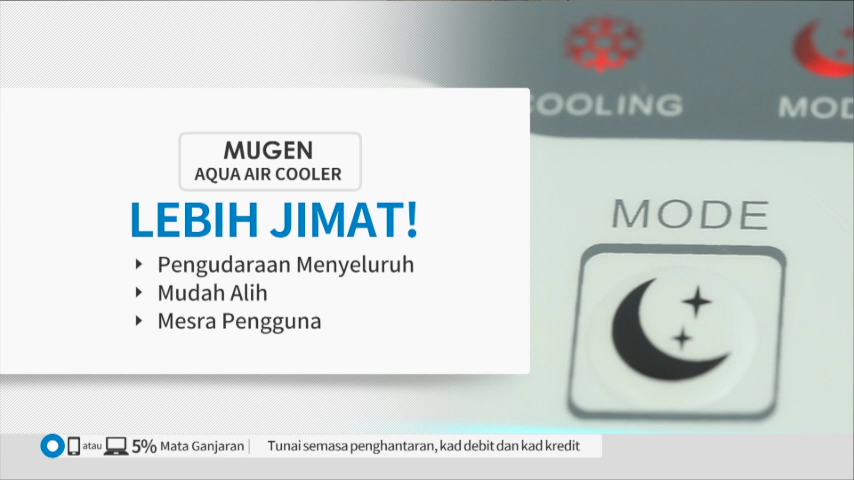 MUGEN
AQUA AIR COOLER
LEBIH JIMAT!
Pengudaraan Menyeluruh
Mudah Alih
Mesra Pengguna
COOLING
MOD
MODE
atau 5% Mata Ganjaran | Tunai semasa penghantaran, kad debit dan kad kredit